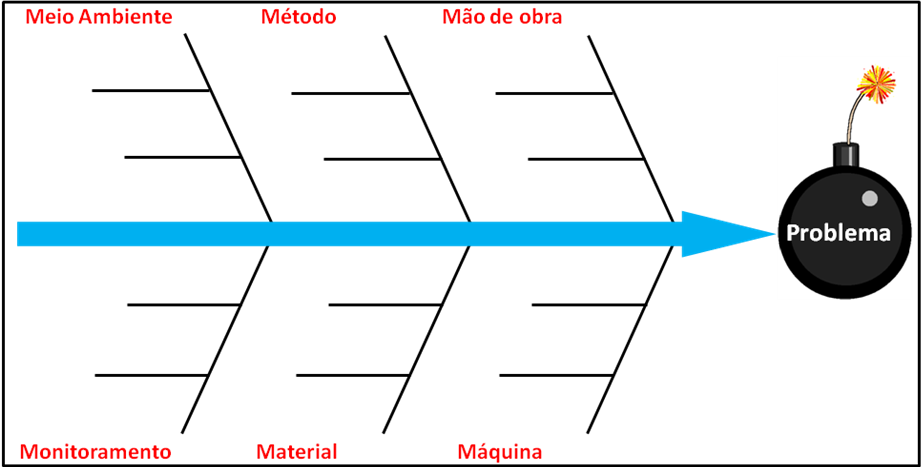 Meio Ambiente
Método
Mão de obra
Problema
Monitoramento
Material
Máquina